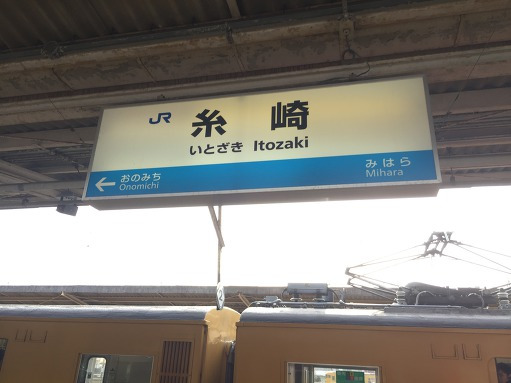 JR 糸崎
いとざき Itozaki
← おのみち
Onomichi
みはら
Mihara